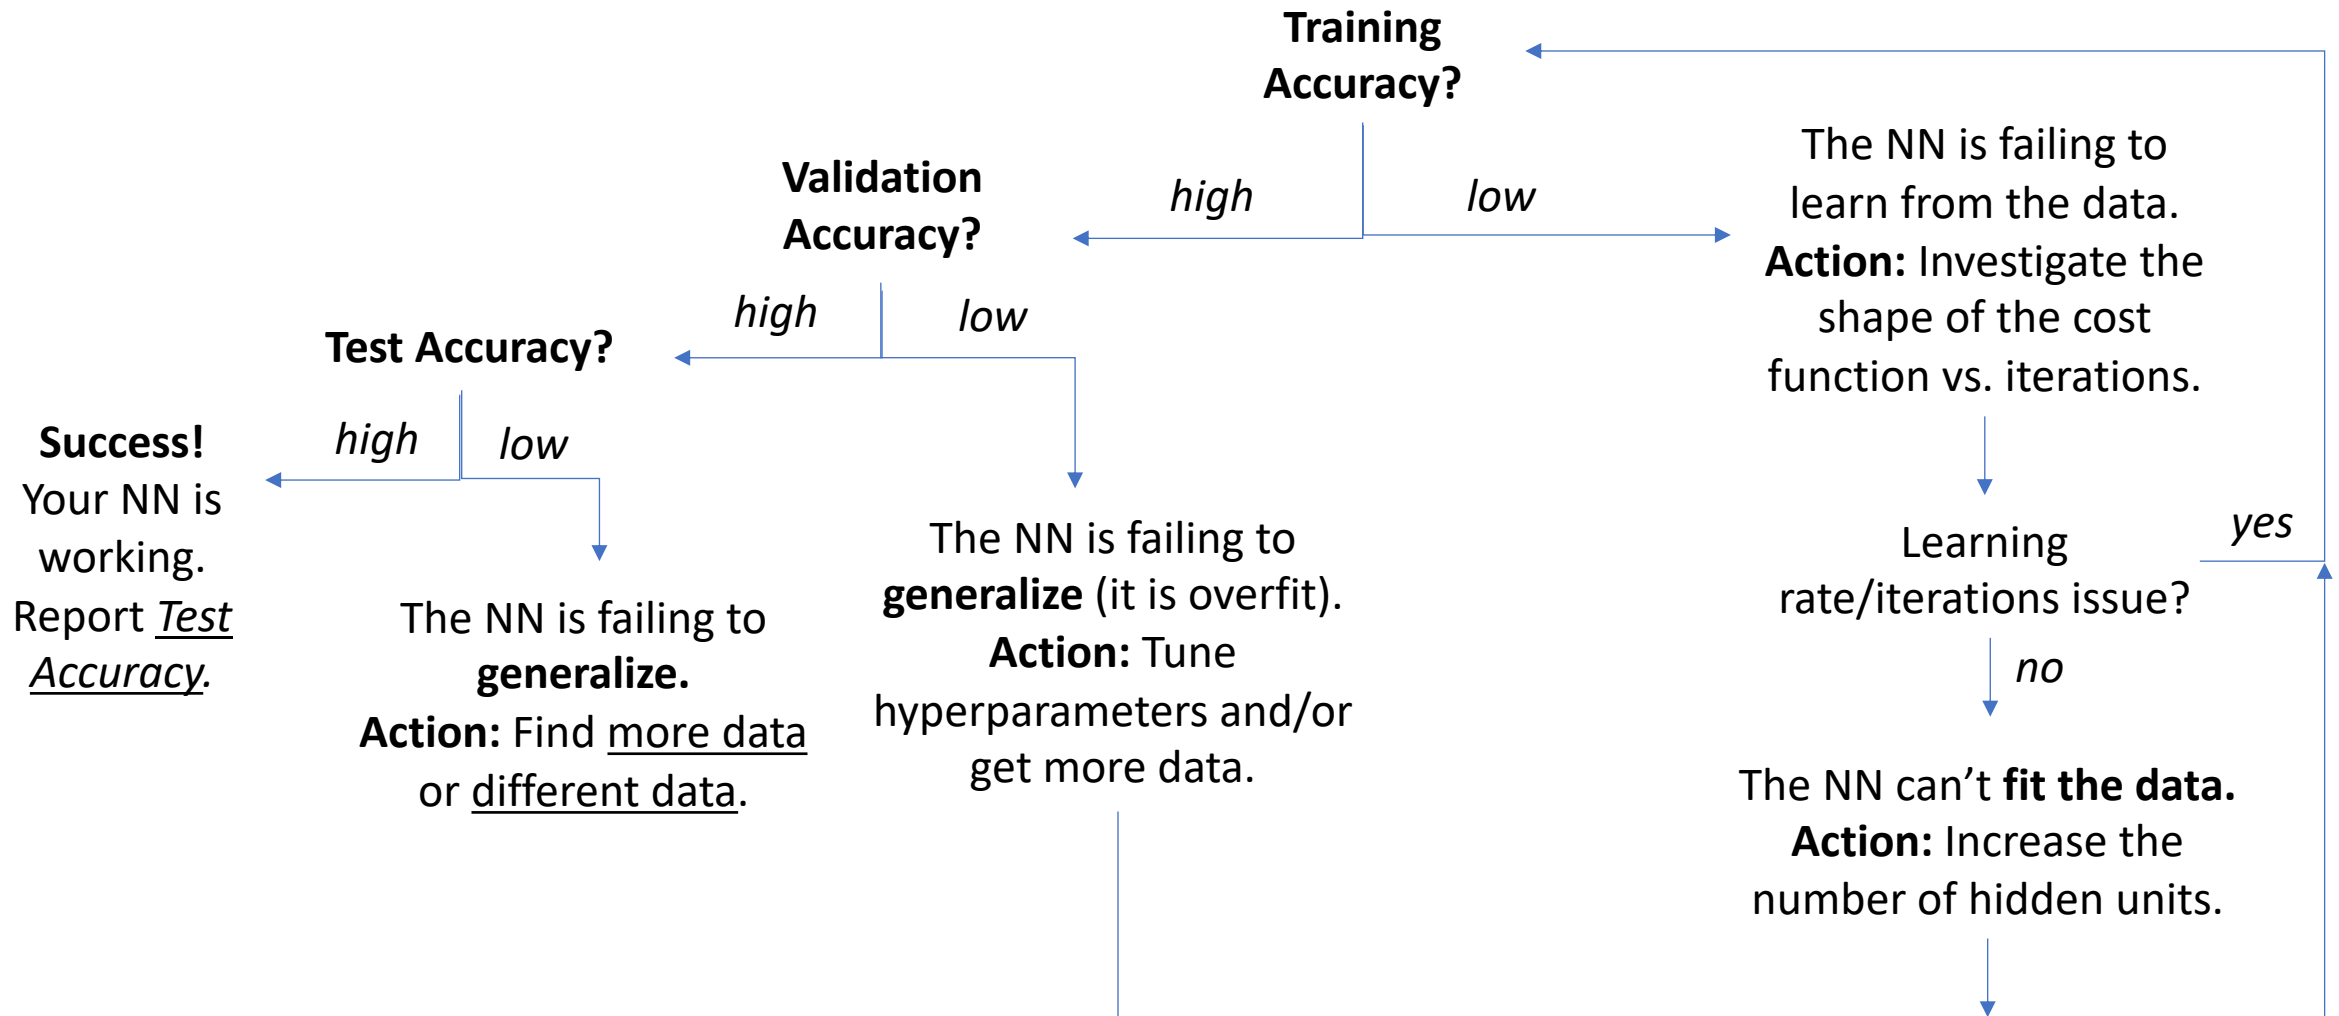 Training
Accuracy?
high
low
Validation
Accuracy?
high
low
Test Accuracy?
high
low
Success!
Your NN is
working.
Report Test
Accuracy.
The NN is failing to
generalize.
Action: Find more data
or different data.
The NN is failing to
generalize (it is overfit).
Action: Tune
hyperparameters and/or
get more data.
The NN is failing to
learn from the data.
Action: Investigate the
shape of the cost
function vs. iterations.
Learning
rate/iterations issue?
yes
no
The NN can’t fit the data.
Action: Increase the
number of hidden units.